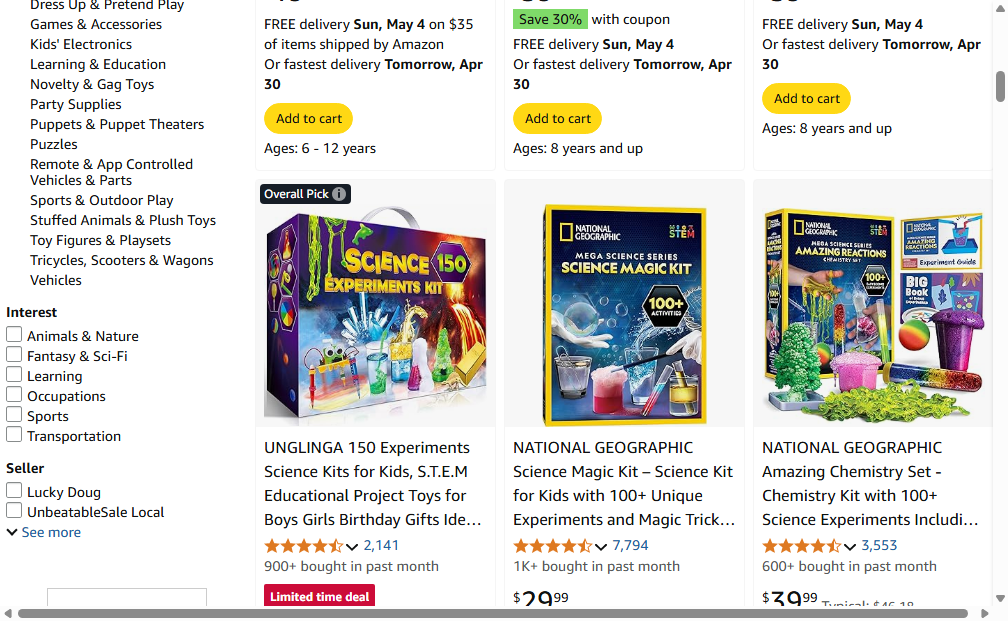 Dress Up & Pretend Play
Games & Accessories
Kids' Electronics
Learning & Education
Novelty & Gag Toys
Party Supplies
Puppets & Puppet Theaters
Puzzles
Remote & App Controlled
Vehicles & Parts
Sports & Outdoor Play
Stuffed Animals & Plush Toys
Toy Figures & Playsets
Tricycles, Scooters & Wagons
Vehicles
Interest
Animals & Nature
Fantasy & Sci-Fi
Learning
Occupations
Sports
Transportation
Seller
Lucky Doug
UnbeatableSale Local
See more
FREE delivery Sun, May 4 on $35
of items shipped by Amazon
Or fastest delivery Tomorrow, Apr
30
Add to cart
Ages: 6 - 12 years
Save 30% with coupon
FREE delivery Sun, May 4
Or fastest delivery Tomorrow, Apr
30
Add to cart
Ages: 8 years and up
FREE delivery Sun, May 4
Or fastest delivery Tomorrow, Apr
30
Add to cart
Ages: 8 years and up
Overall Pick
SCIENCE 150
EXPERIMENTS KIT
UNGLINGA 150 Experiments
Science Kits for Kids, S.T.E.M
Educational Project Toys for
Boys Girls Birthday Gifts Ide...
2,141
900+ bought in past month
Limited time deal
NATIONAL
GEOGRAPHIC
STEM
MEGA SCIENCE SERIES
SCIENCE MAGIC KIT
100+
ACTIVITIES
NATIONAL GEOGRAPHIC
Science Magic Kit – Science Kit
for Kids with 100+ Unique
Experiments and Magic Trick...
7,794
1K+ bought in past month
$29.99
NATIONAL
GEOGRAPHIC
STEM
MEGA SCIENCE SERIES
AMAZING REACTIONS
CHEMISTRY SET
100+
AMAZING
REACTIONS
Experiment Guide
BIG
Book
NATIONAL GEOGRAPHIC
Amazing Chemistry Set -
Chemistry Kit with 100+
Science Experiments Includi...
3,553
600+ bought in past month
$39.99 Typical: $46.18